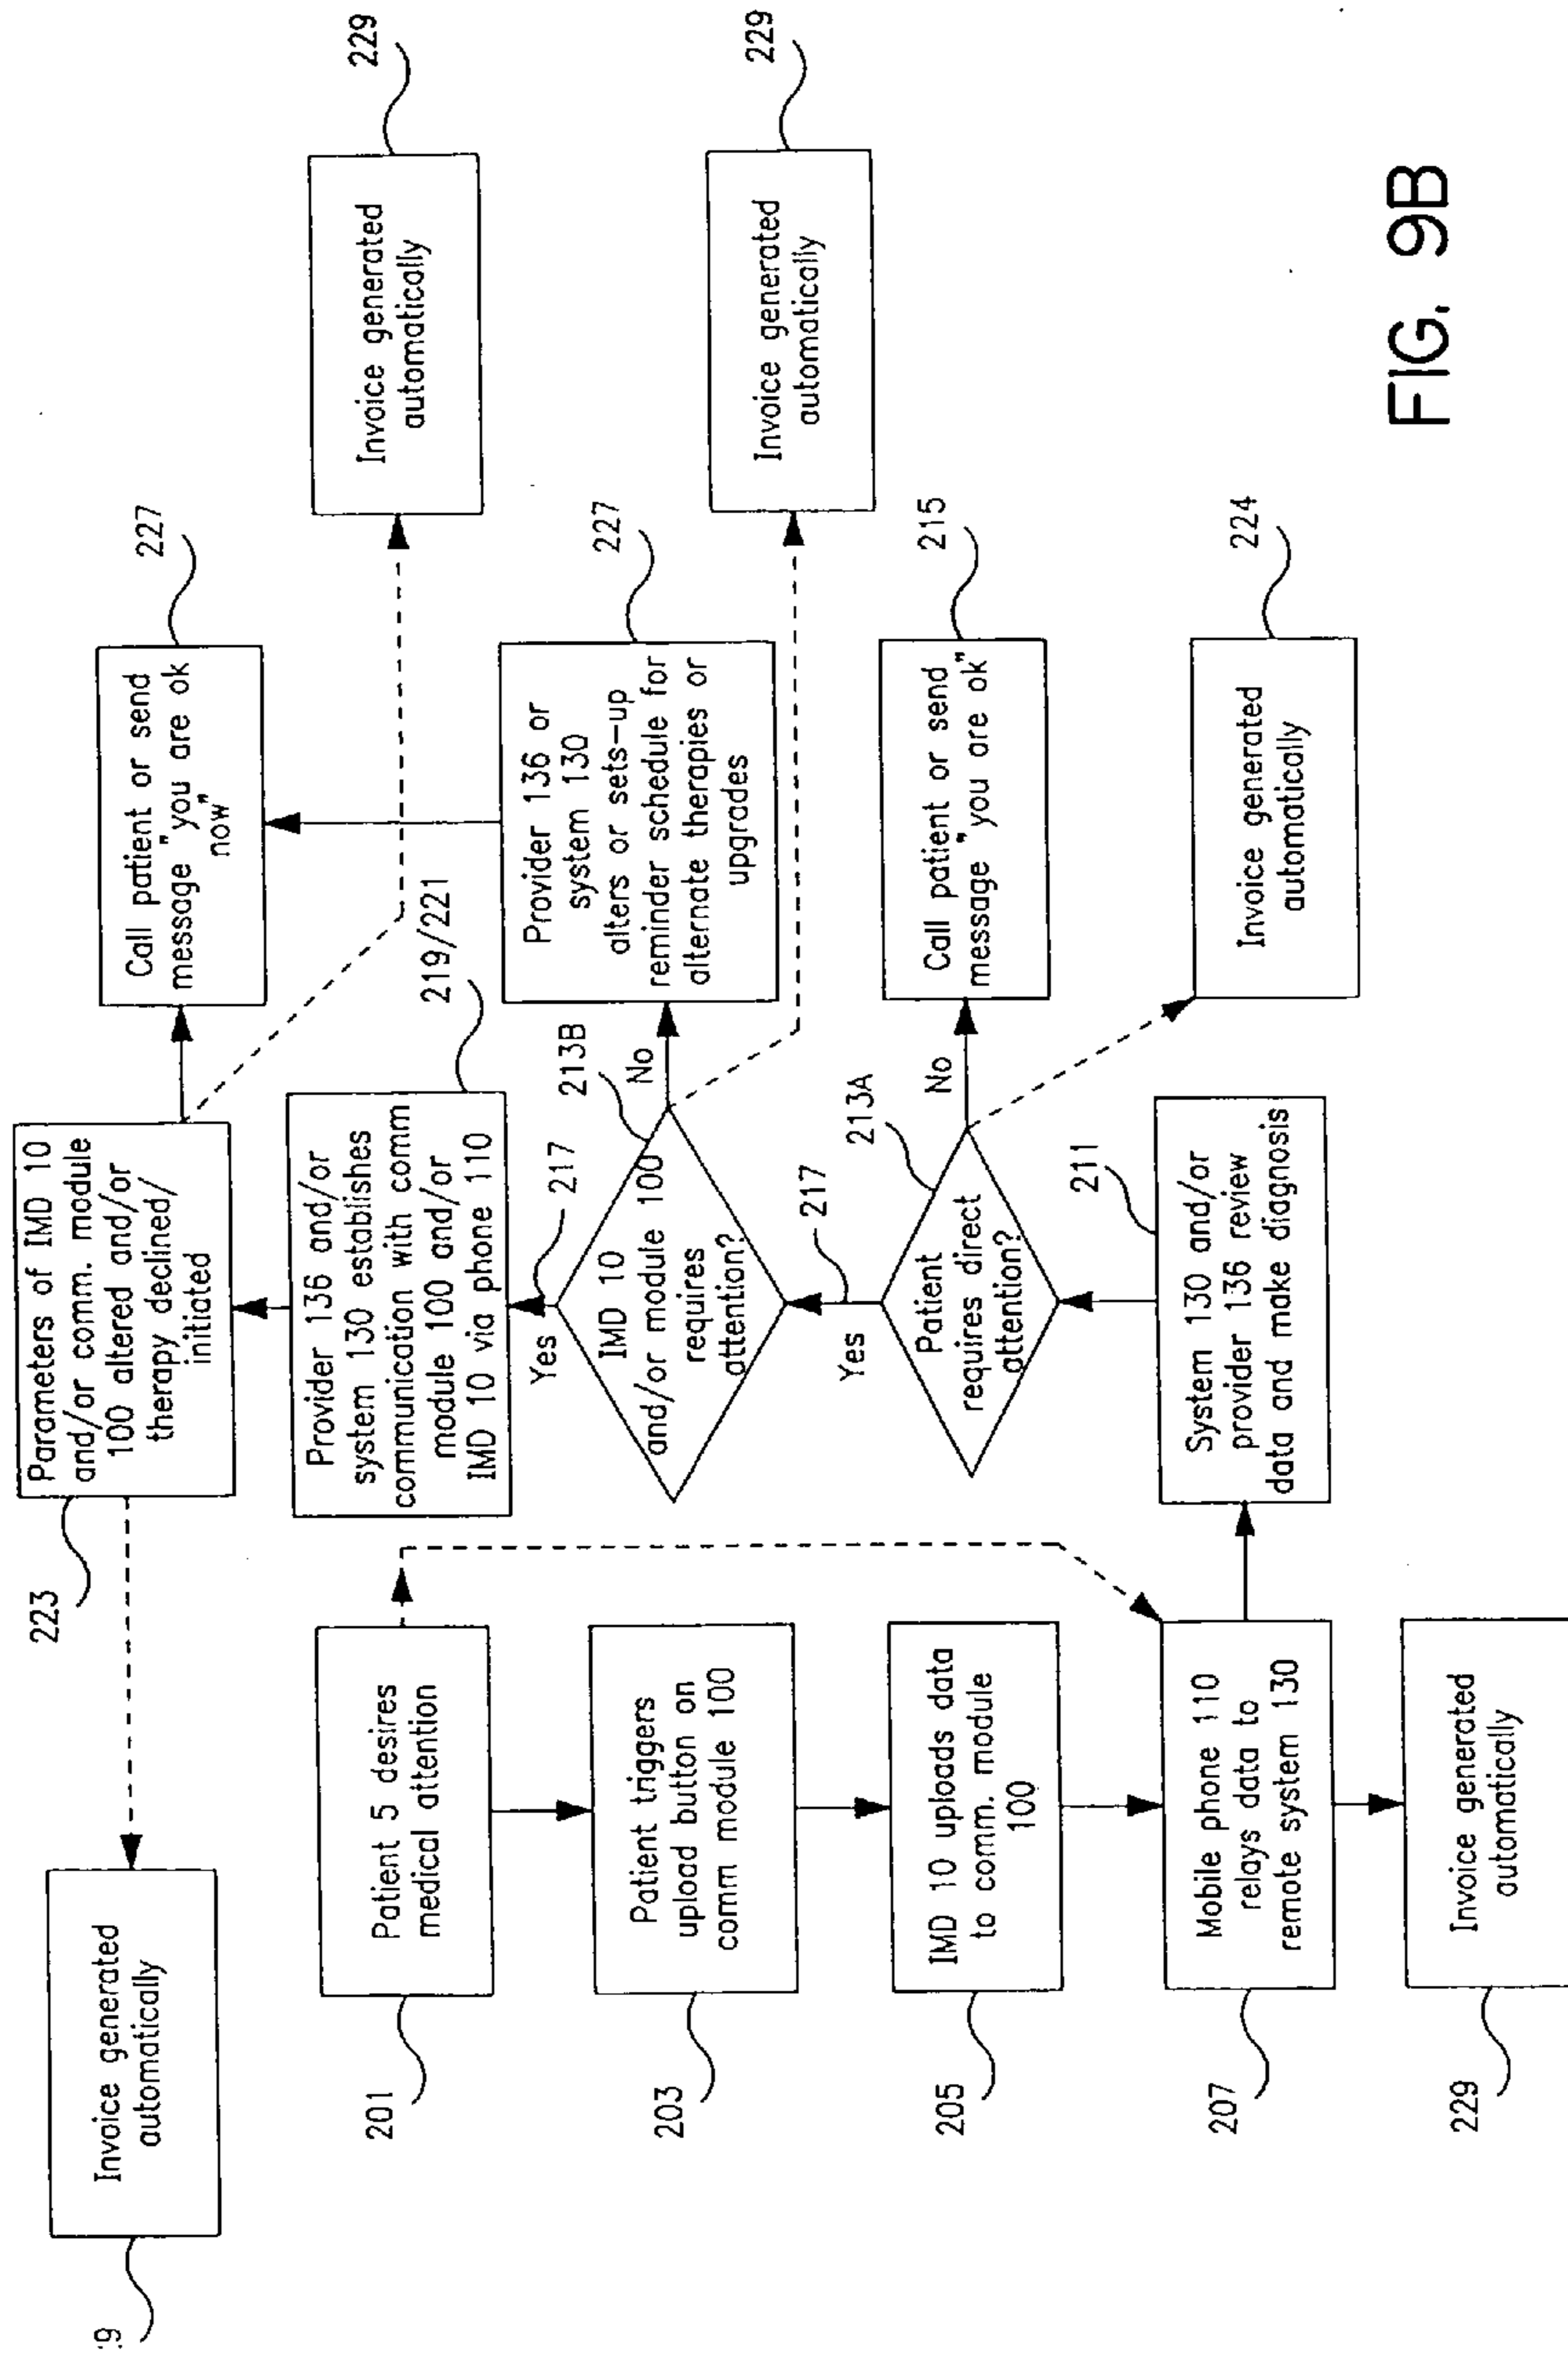 Invoice generated
automatically
:9
Parameters of IMD 10
and/or comm. module
100 altered and/or
therapy declined/
initiated
223
Call patient or send
message "you are ok
now"
227
Invoice generated
automatically
229
Patient 5 desires
medical attention
201
Provider 136 and/or
system 130 establishes
communication with comm
module 100 and/or
IMD 10 via phone 110
219/221
Yes
217
Patient triggers
upload button on
comm module 100
203
IMD 10
and/or module 100
requires
attention?
213B
No
Provider 136 or
system 130
alters or sets-up
reminder schedule for
alternate therapies or
upgrades
227
Invoice generated
automatically
229
Yes
217
IMD 10 uploads data
to comm. module
100
205
Patient
requires direct
attention?
213A
No
Call patient or send
message "you are ok"
215
Mobile phone 110
relays data to
remote system 130
207
System 130 and/or
provider 136 review
data and make diagnosis
211
Invoice generated
automatically
224
Invoice generated
automatically
229
FIG. 9B